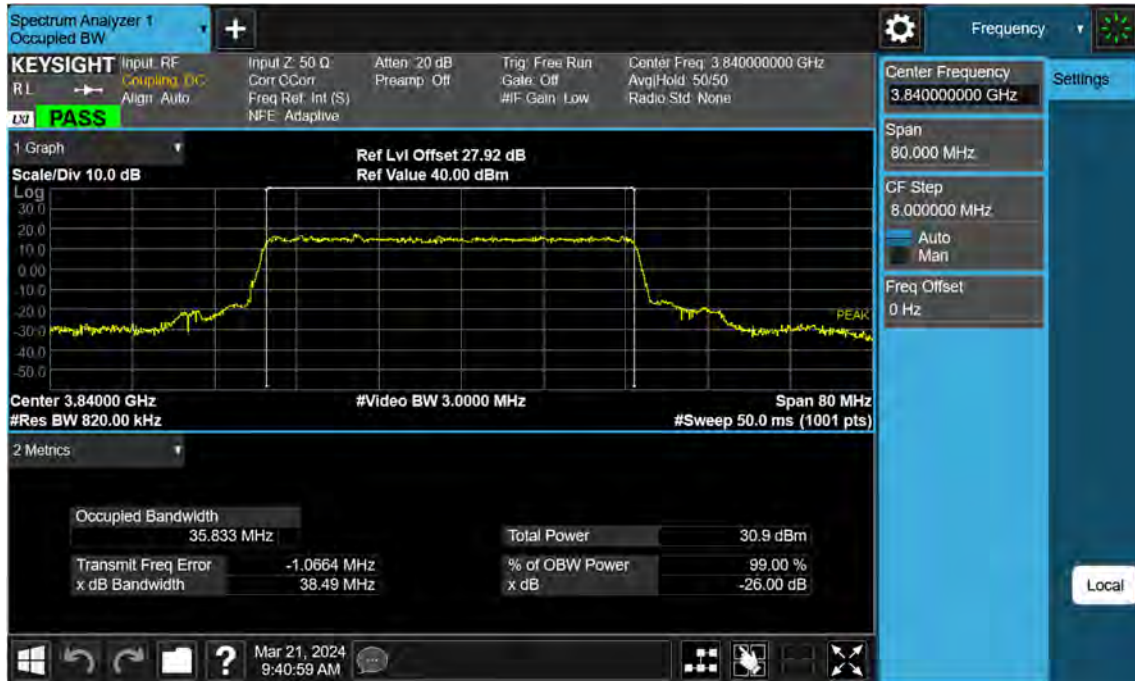 Spectrum Analyzer 1
Occupied BW
Frequency
KEYSIGHT
R L
LXI
PASS
Input: RF
Coupling: DC
Align: Auto
Input Z: 50 Ω
Corr CCorr
Freq Ref: Int (S)
NFE: Adaptive
Atten: 20 dB
Preamp: Off
Trig: Free Run
Gate: Off
#IF Gain: Low
Center Freq: 3.840000000 GHz
Avg|Hold: 50/50
Radio Std: None
Center Frequency
3.840000000 GHz
Settings
Span
80.000 MHz
CF Step
8.000000 MHz
Auto
Man
Freq Offset
0 Hz
1 Graph
Scale/Div 10.0 dB
Ref Lvl Offset 27.92 dB
Ref Value 40.00 dBm
Log
30.0
20.0
10.0
0.00
-10.0
-20.0
-30.0
-40.0
-50.0
PEAK
Center 3.84000 GHz
#Video BW 3.0000 MHz
Span 80 MHz
#Res BW 820.00 kHz
#Sweep 50.0 ms (1001 pts)
2 Metrics
Occupied Bandwidth
35.833 MHz
Total Power 30.9 dBm
Transmit Freq Error -1.0664 MHz
% of OBW Power 99.00 %
x dB Bandwidth 38.49 MHz
x dB -26.00 dB
Local
Mar 21, 2024
9:40:59 AM